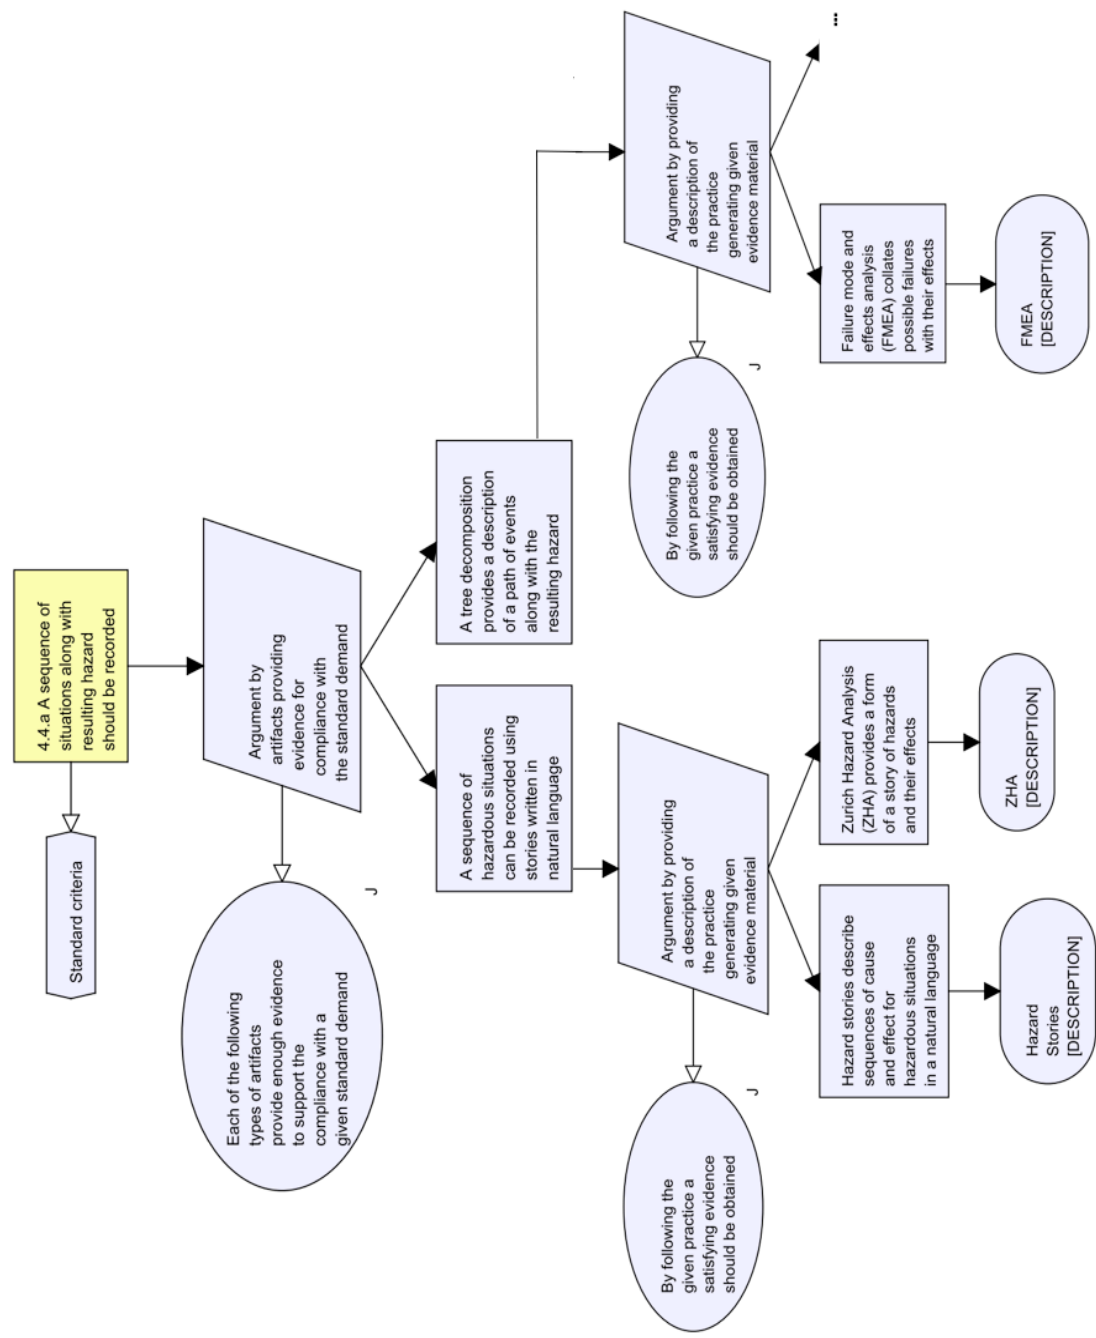 4.4.a A sequence of
situations along with
resulting hazard
should be recorded
Standard criteria
Argument by
artifacts providing
evidence for
compliance with
the standard demand
Each of the following
types of artifacts
provide enough evidence
to support the
compliance with a
given standard demand
J
A sequence of
hazardous situations
can be recorded using
stories written in
natural language
A tree decomposition
provides a description
of a path of events
along with the
resulting hazard
By following the
given practice a
satisfying evidence
should be obtained
J
Argument by providing
a description of
the practice
generating given
evidence material
By following the
given practice a
satisfying evidence
should be obtained
J
Argument by providing
a description of
the practice
generating given
evidence material
Hazard stories describe
sequences of cause
and effect for
hazardous situations
in a natural language
Zurich Hazard Analysis
(ZHA) provides a form
of a story of hazards
and their effects
Failure mode and
effects analysis
(FMEA) collates
possible failures
with their effects
...
Hazard
Stories
[DESCRIPTION]
ZHA
[DESCRIPTION]
FMEA
[DESCRIPTION]